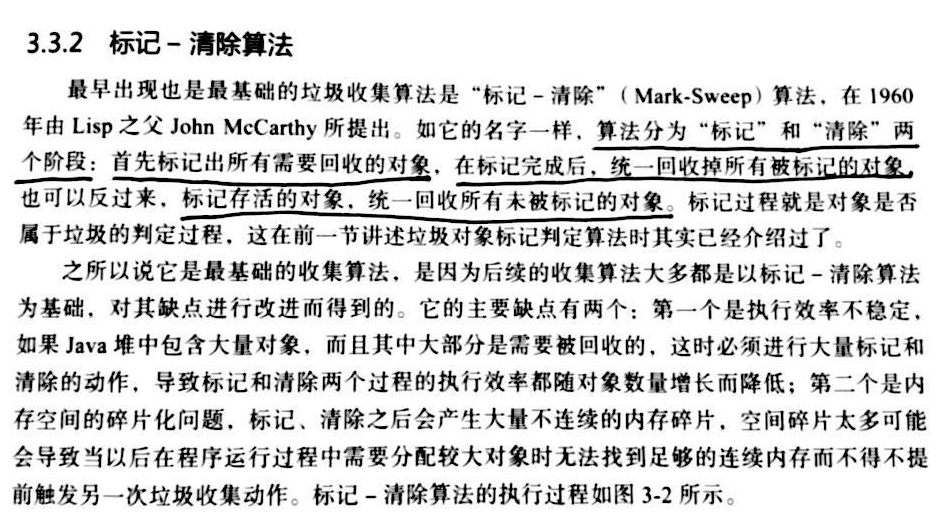 3.3.2 标记－清除算法
最早出现也是最基础的垃圾收集算法是“标记－清除”（Mark-Sweep）算法，在 1960
年由 Lisp 之父 John McCarthy 所提出。如它的名字一样，算法分为“标记”和“清除”两
个阶段：首先标记出所有需要回收的对象，在标记完成后，统一回收掉所有被标记的对象，
也可以反过来，标记存活的对象，统一回收所有未被标记的对象。标记过程就是对象是否
属于垃圾的判定过程，这在前一节讲述垃圾对象标记判定算法时其实已经介绍过了。
之所以说它是最基础的收集算法，是因为后续的收集算法大多都是以标记－清除算法
为基础，对其缺点进行改进而得到的。它的主要缺点有两个：第一个是执行效率不稳定，
如果 Java 堆中包含大量对象，而且其中大部分是需要被回收的，这时必须进行大量标记和
清除的动作，导致标记和清除两个过程的执行效率都随对象数量增长而降低；第二个是内
存空间的碎片化问题，标记、清除之后会产生大量不连续的内存碎片，空间碎片太多可能
会导致当以后在程序运行过程中需要分配较大对象时无法找到足够的连续内存而不得不提
前触发另一次垃圾收集动作。标记－清除算法的执行过程如图 3-2 所示。